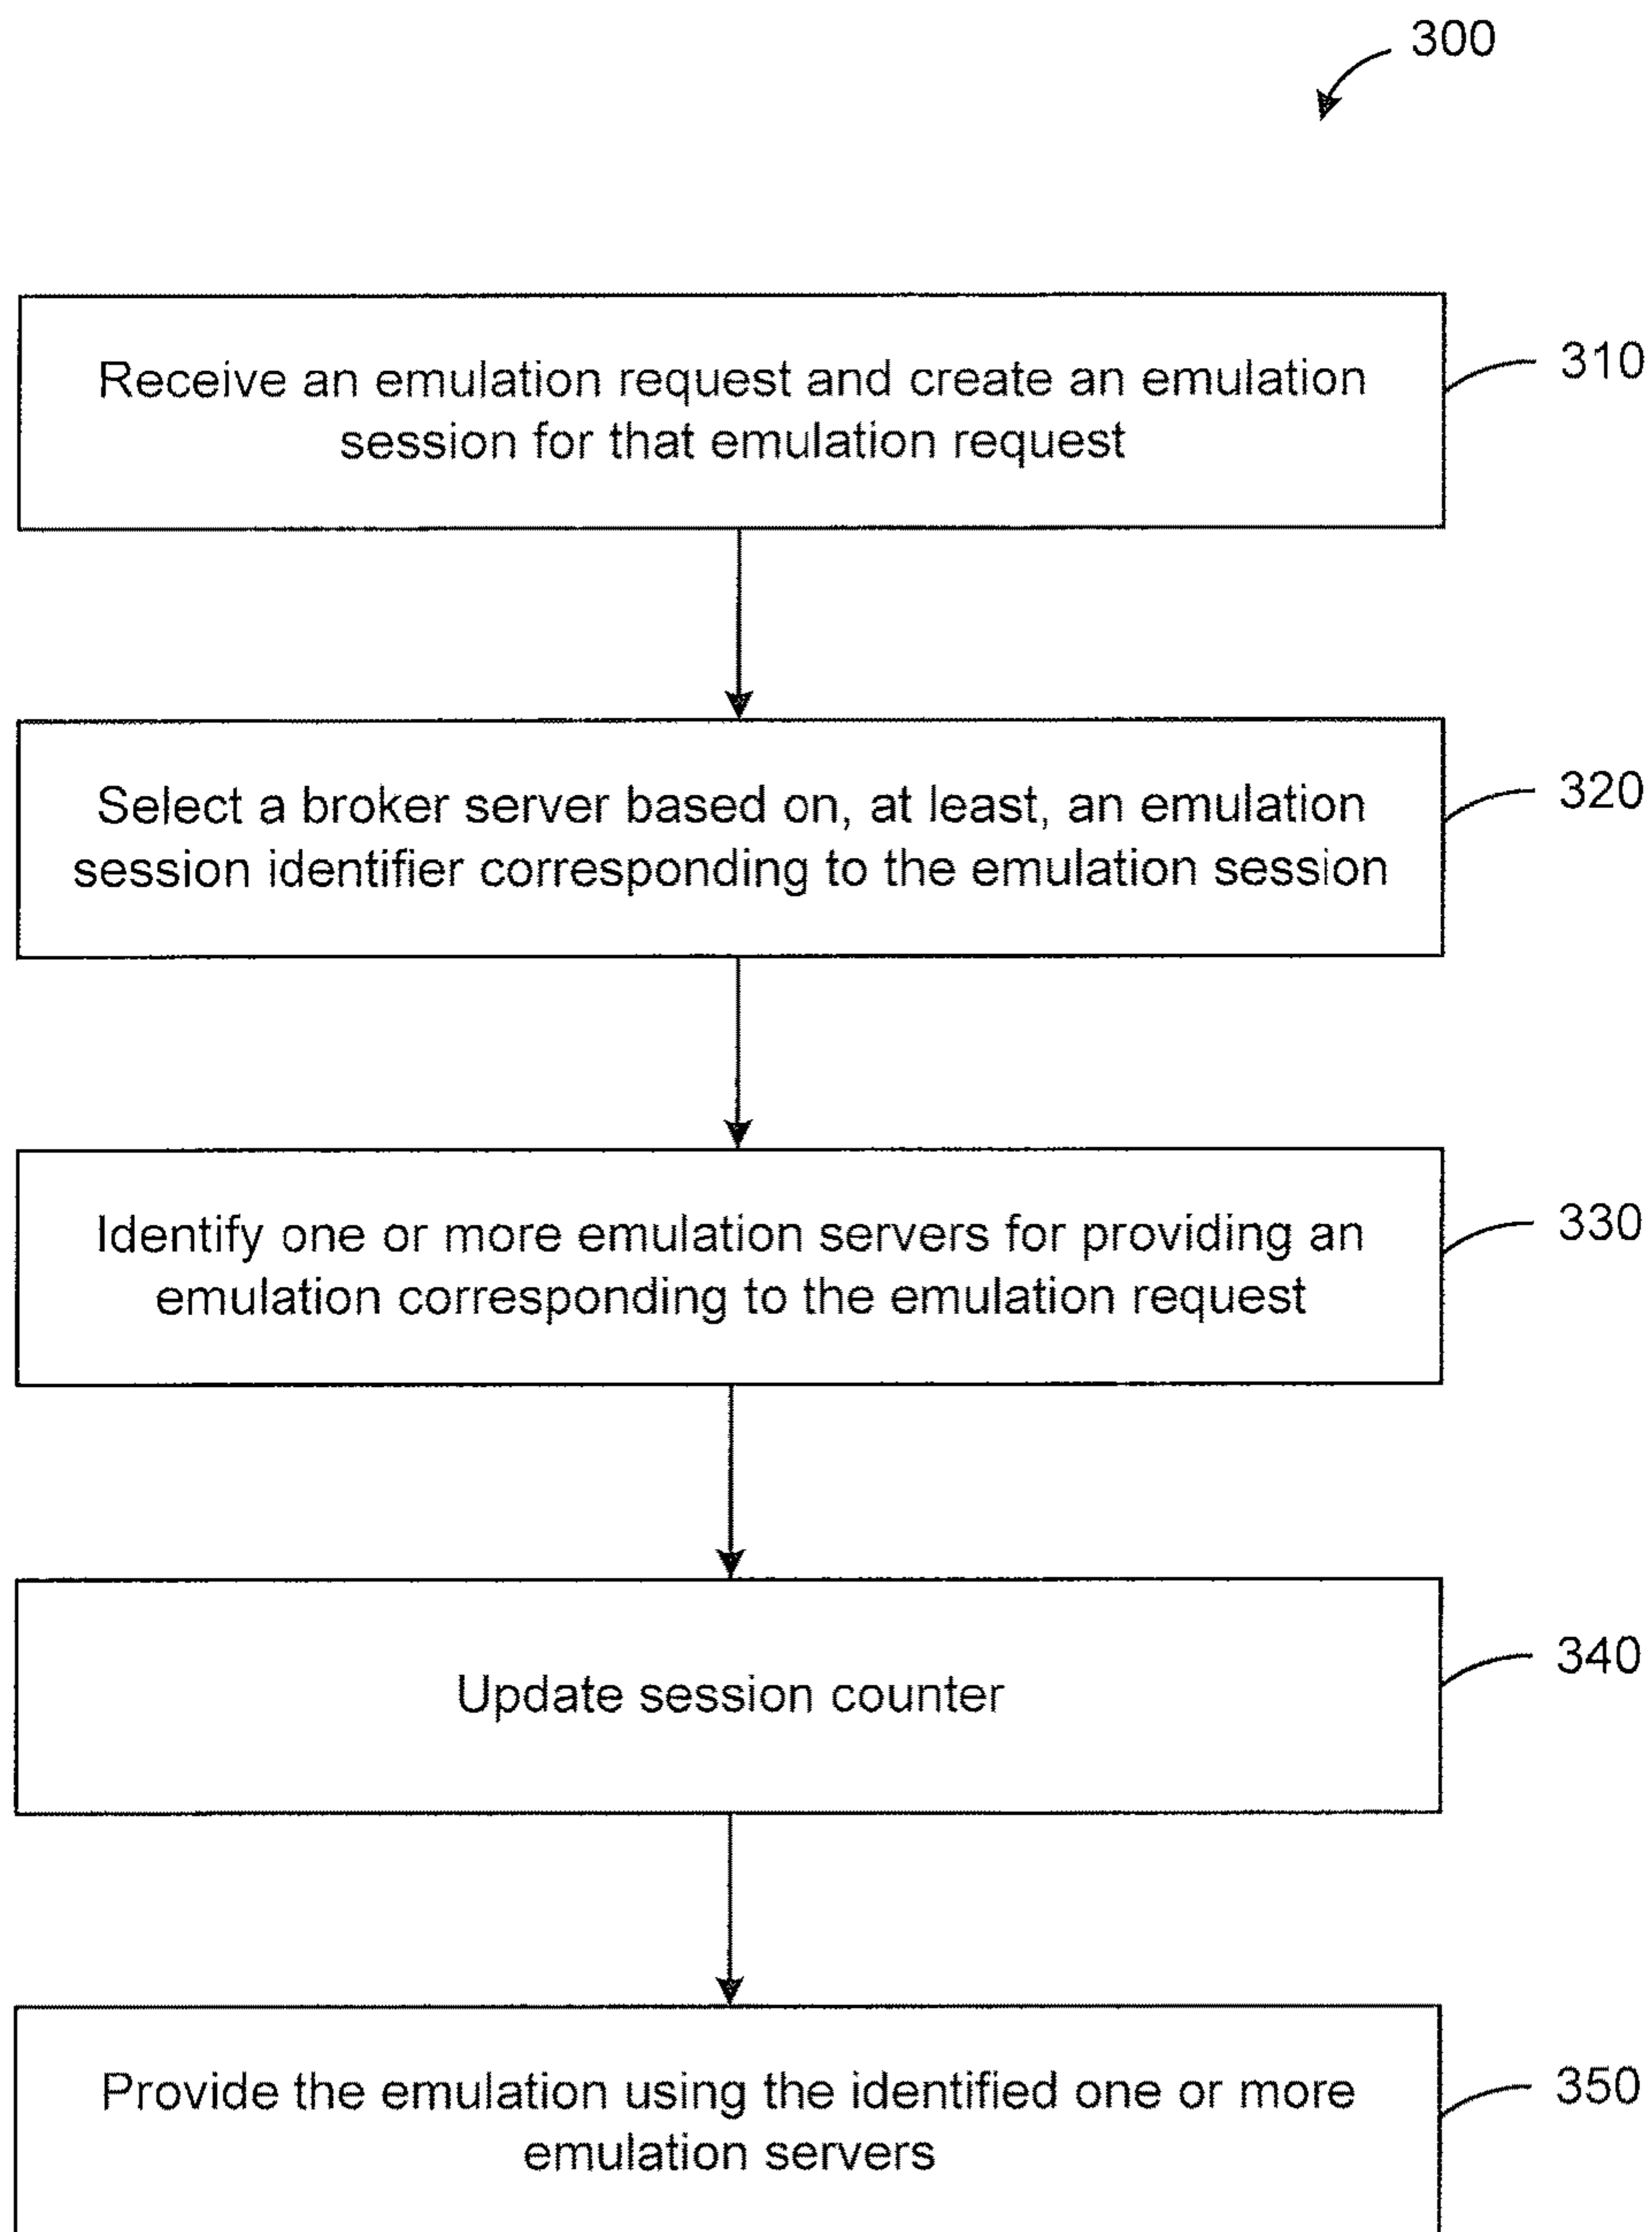 300
Receive an emulation request and create an emulation
session for that emulation request
310
Select a broker server based on, at least, an emulation
session identifier corresponding to the emulation session
320
Identify one or more emulation servers for providing an
emulation corresponding to the emulation request
330
Update session counter
340
Provide the emulation using the identified one or more
emulation servers
350